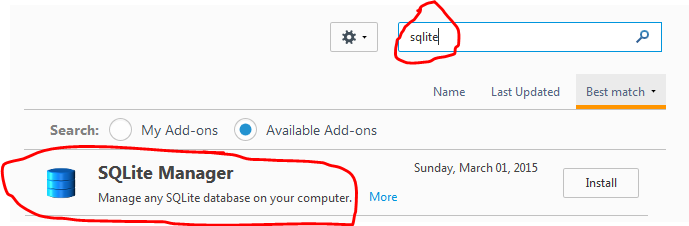 sqlite
Name Last Updated Best match
Search: My Add-ons Available Add-ons
SQLite Manager Sunday, March 01, 2015 Install
Manage any SQLite database on your computer. More